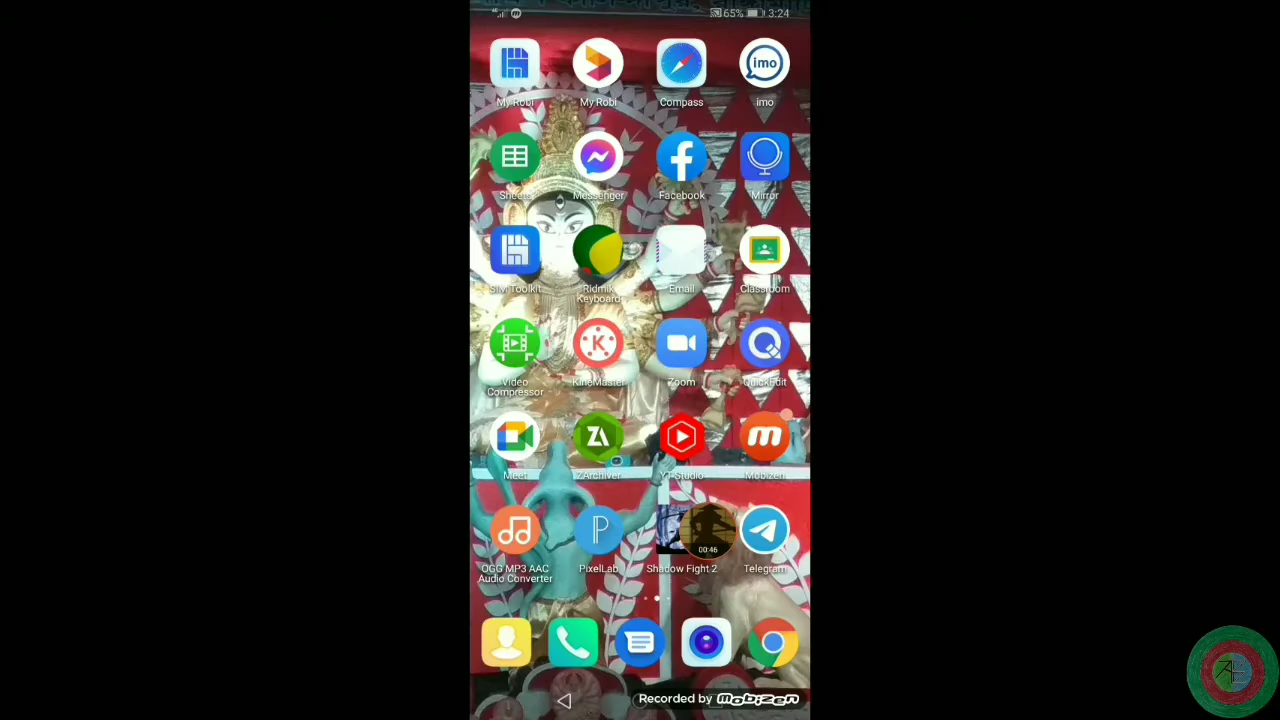 65% 3:24
My Robi My Robi Compass imo
imo
Sheets Messenger Facebook Mirror
SIM Toolkit Ridmik Keyboard Email Classroom
Video Compressor KineMaster Zoom QuickEdit
Meet ZArchiver YT Studio Mobizen
00:46
OGG MP3 AAC Audio Converter PixelLab Shadow Fight 2 Telegram
Recorded by mobizen